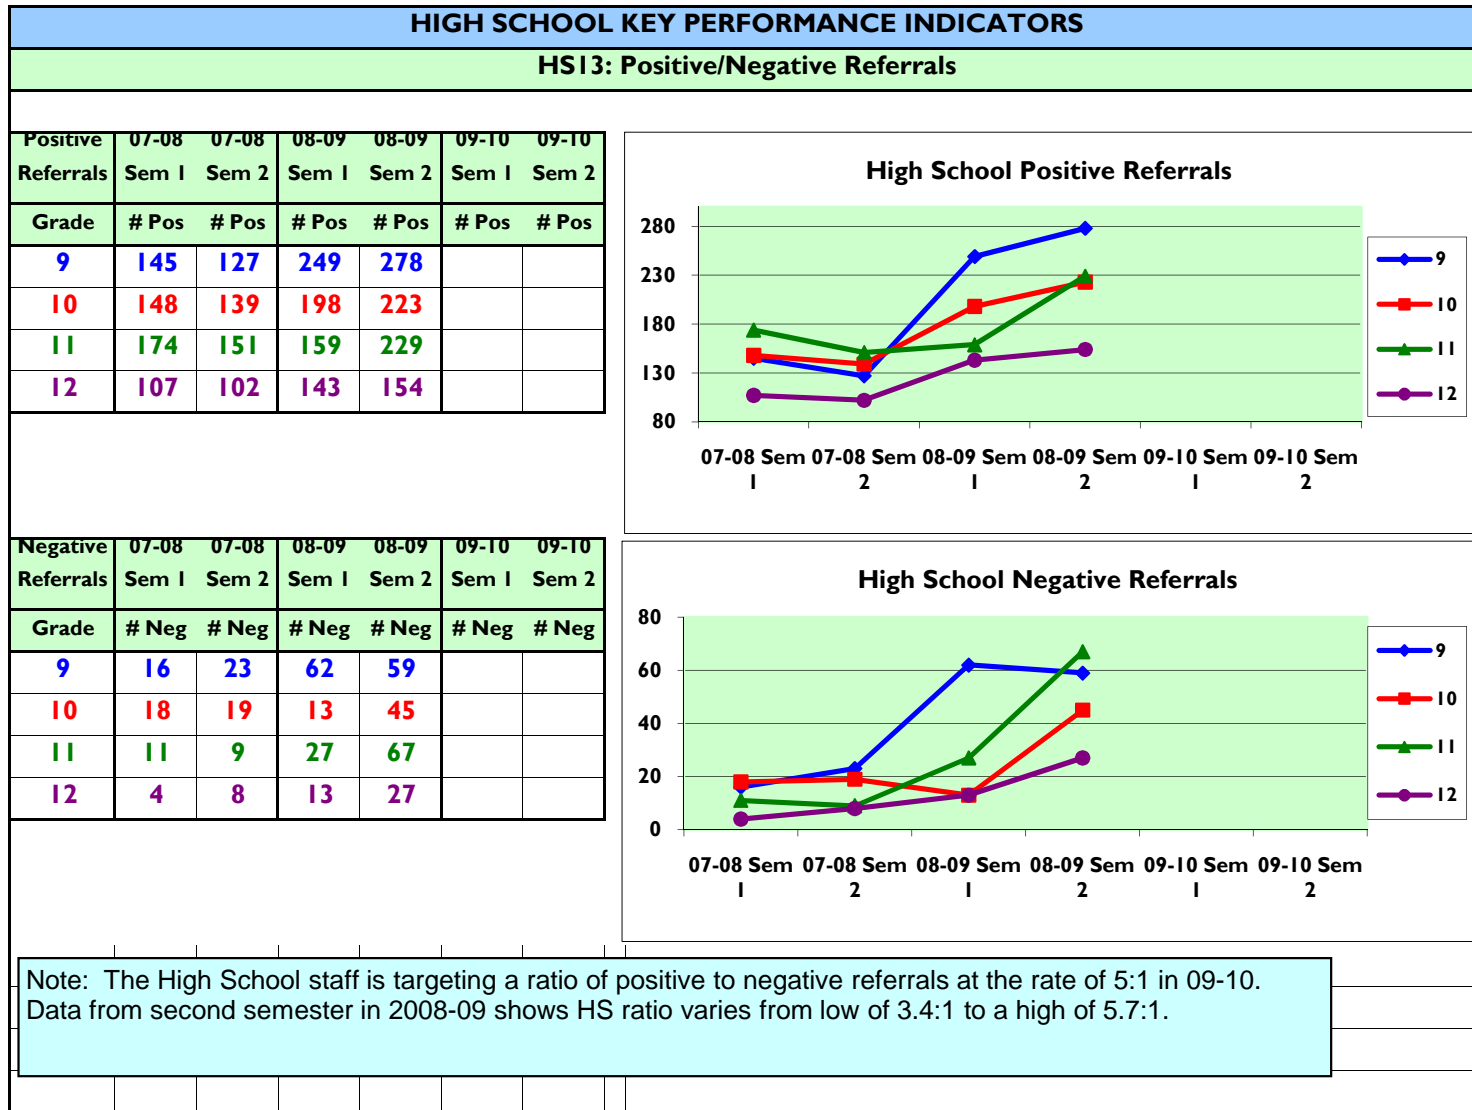 HIGH SCHOOL KEY PERFORMANCE INDICATORS
HS13: Positive/Negative Referrals
Positive 07-08 07-08 08-09 08-09 09-10 09-10
Referrals Sem 1 Sem 2 Sem 1 Sem 2 Sem 1 Sem 2
Grade # Pos # Pos # Pos # Pos # Pos # Pos
9 145 127 249 278
10 148 139 198 223
11 174 151 159 229
12 107 102 143 154
High School Positive Referrals
280
230
180
130
80
07-08 Sem 07-08 Sem 08-09 Sem 08-09 Sem 09-10 Sem 09-10 Sem
1 2 1 2 1 2
9
10
11
12
Negative 07-08 07-08 08-09 08-09 09-10 09-10
Referrals Sem 1 Sem 2 Sem 1 Sem 2 Sem 1 Sem 2
Grade # Neg # Neg # Neg # Neg # Neg # Neg
9 16 23 62 59
10 18 19 13 45
11 11 9 27 67
12 4 8 13 27
High School Negative Referrals
80
60
40
20
0
07-08 Sem 07-08 Sem 08-09 Sem 08-09 Sem 09-10 Sem 09-10 Sem
1 2 1 2 1 2
9
10
11
12
Note: The High School staff is targeting a ratio of positive to negative referrals at the rate of 5:1 in 09-10.
Data from second semester in 2008-09 shows HS ratio varies from low of 3.4:1 to a high of 5.7:1.